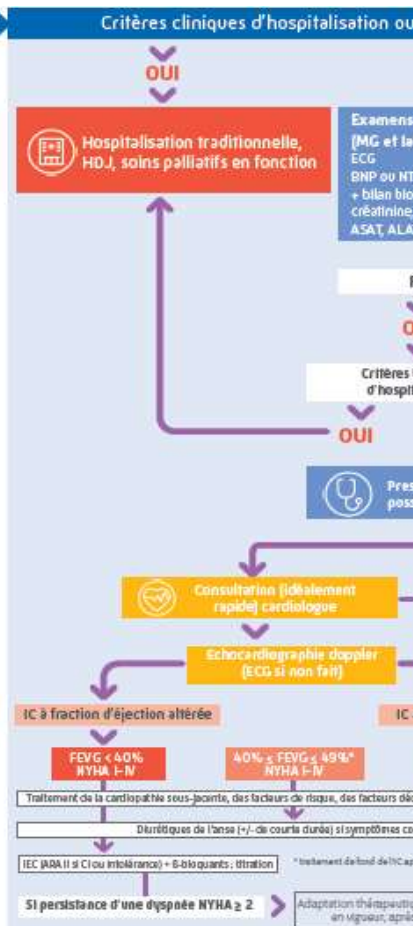 Critères cliniques d'hospitalisation ou
OUI
Hospitalisation traditionnelle,
HDJ, soins palliatifs en fonction
Examens
(MG et la
ECG
BNP ou NT
+ bilan bio
créatinine,
ASAT, ALA
Critères
d'hospit
OUI
Pres
poss
Consultation (idéalement
rapide) cardiologue
Echocardiographie doppler
(ECG si non fait)
IC à fraction d'éjection altérée
IC
FEVG < 40%
NYHA I-IV
40% ≤ FEVG ≤ 49%*
NYHA I-IV
Traitement de la cardiopathie sous-jacente, des facteurs de risque, des facteurs déc
Diurétiques de l'anse (+/- de courte durée) si symptômes co
IEC (ARA II si CI ou intolérance) + B-bloquants : titration
* traitement de fond de l'IC ap
Si persistance d'une dyspnée NYHA ≥ 2
Adaptation thérapeutiq
en vigueur, après